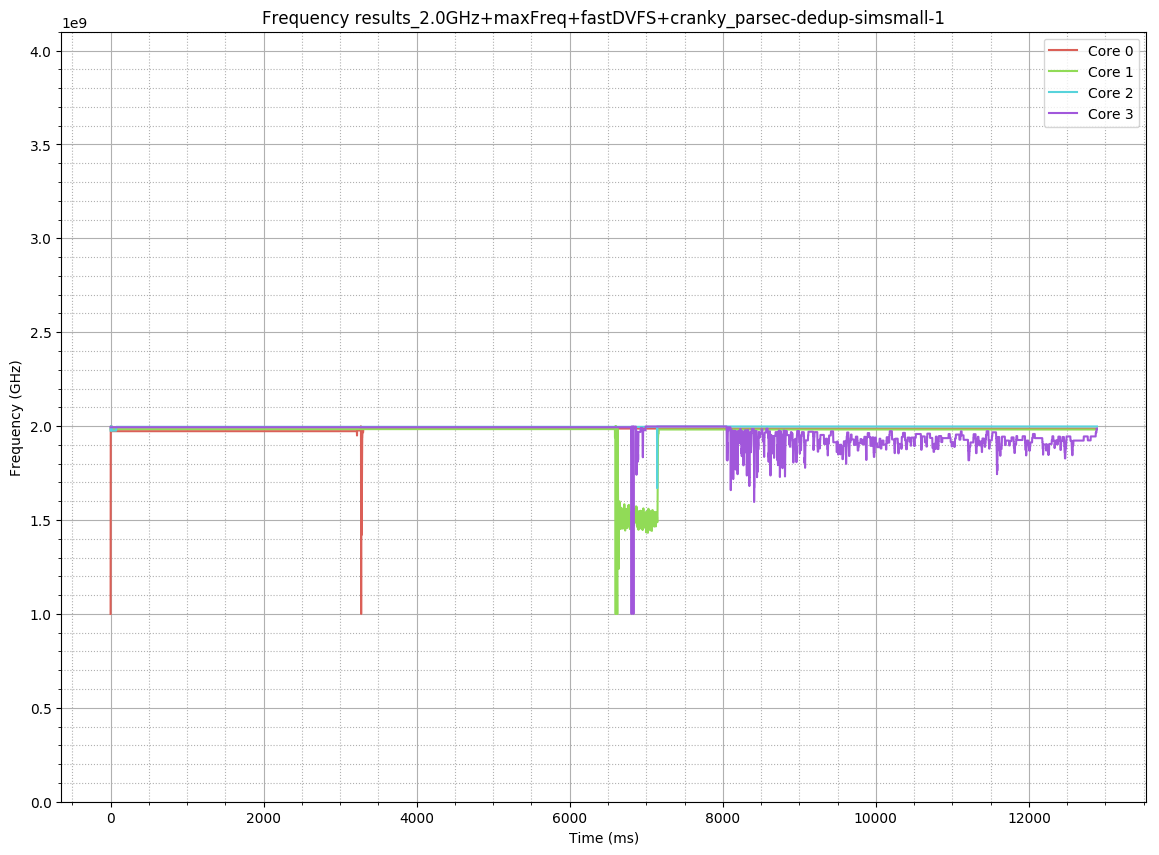 Frequency results_2.0GHz+maxFreq+fastDVFS+cranky_parsec-dedup-simsmall-1
1e9
4.0
3.5
3.0
2.5
2.0
1.5
1.0
0.5
0.0
Frequency (GHz)
Core 0
Core 1
Core 2
Core 3
0 2000 4000 6000 8000 10000 12000
Time (ms)